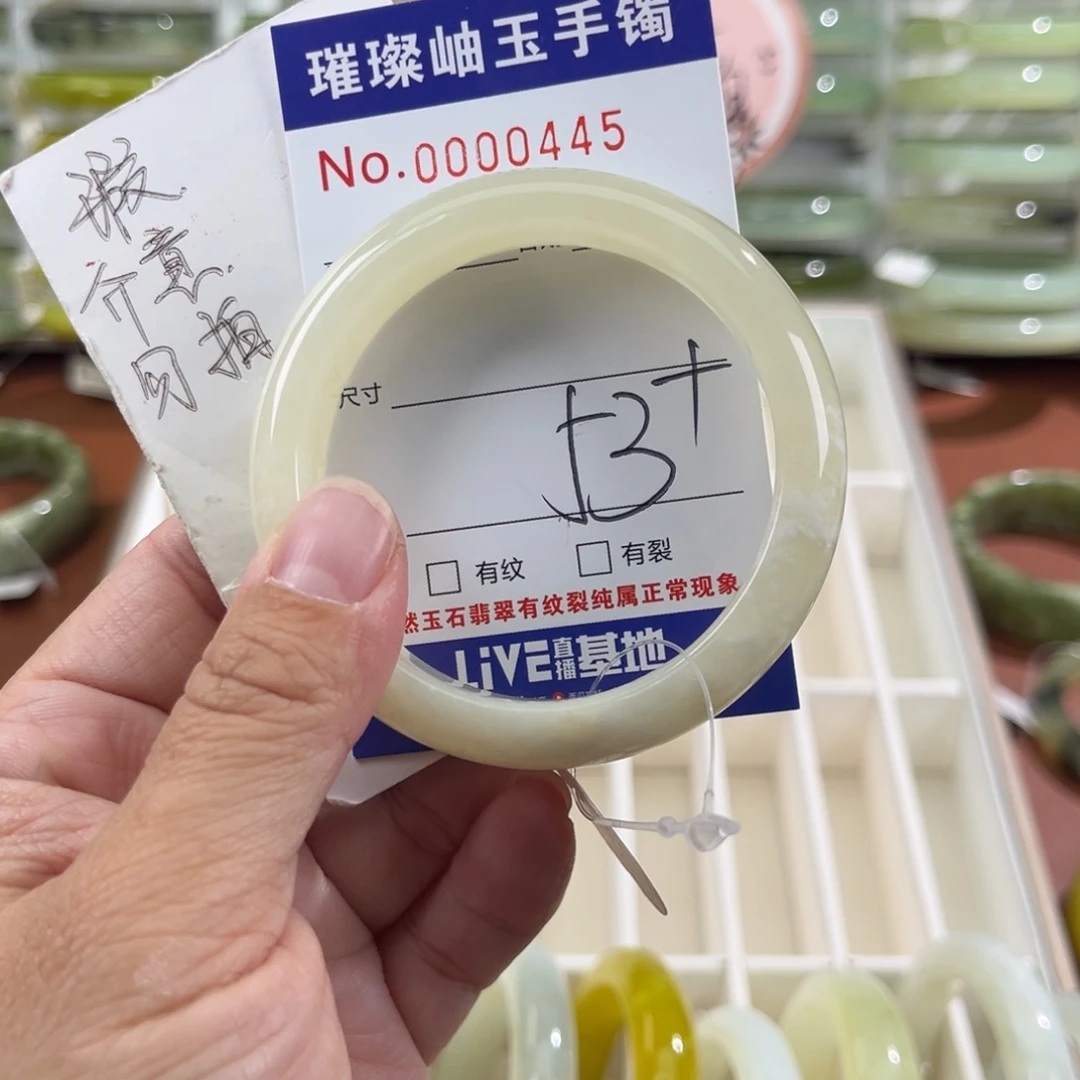 璀璨岫玉手镯
No.0000445
瑕
介意
勿拍
尺寸
53+
□ 有纹 □ 有裂
然玉石翡翠有纹裂纯属正常现象
LiVE直播基地